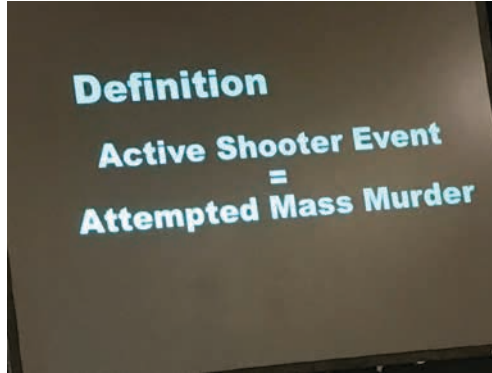 Definition
Active Shooter Event
=
Attempted Mass Murder